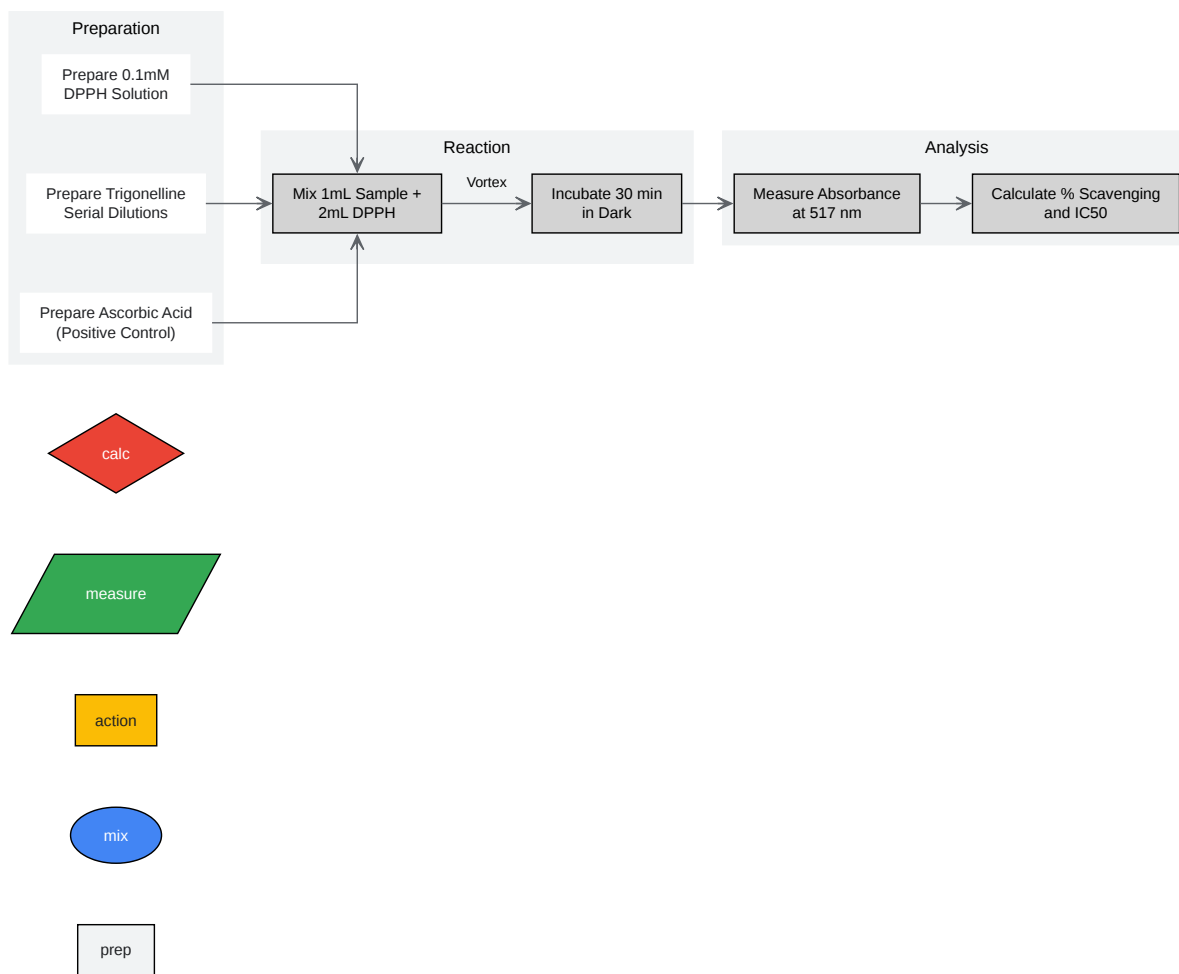 Preparation
Prepare 0.1mM
DPPH Solution
Prepare Trigonelline
Serial Dilutions
Prepare Ascorbic Acid
(Positive Control)
Reaction
Mix 1mL Sample +
2mL DPPH
Vortex
Incubate 30 min
in Dark
Analysis
Measure Absorbance
at 517 nm
Calculate % Scavenging
and IC50
calc
measure
action
mix
prep